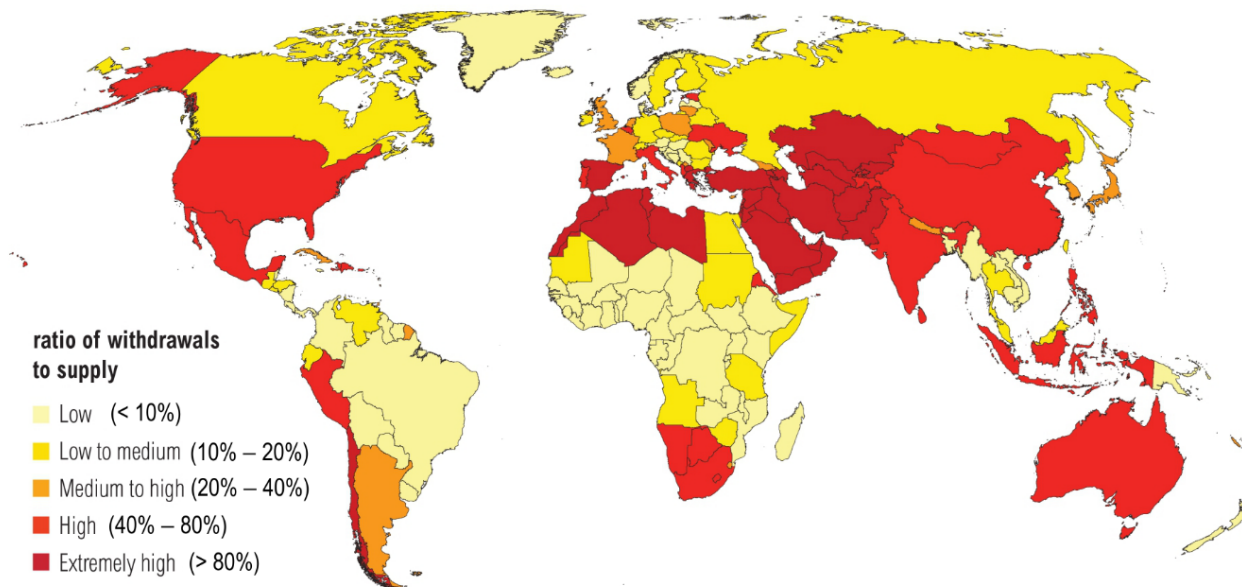 ratio of withdrawals
to supply
Low (< 10%)
Low to medium (10% – 20%)
Medium to high (20% – 40%)
High (40% – 80%)
Extremely high (> 80%)